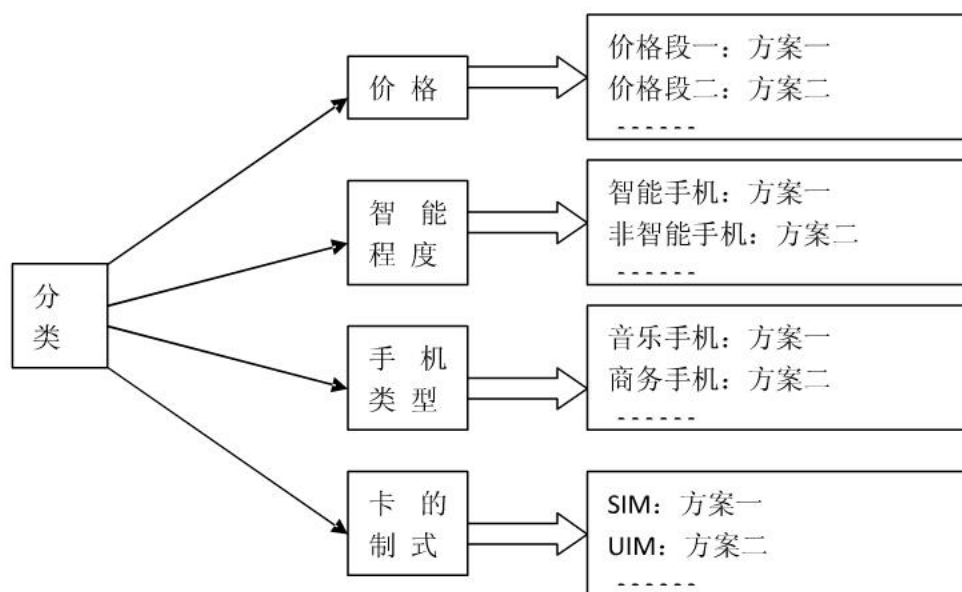 分
类
价 格
价格段一：方案一
价格段二：方案二
------
智 能
程 度
智能手机：方案一
非智能手机：方案二
------
手 机
类 型
音乐手机：方案一
商务手机：方案二
------
卡 的
制 式
SIM：方案一
UIM：方案二
------